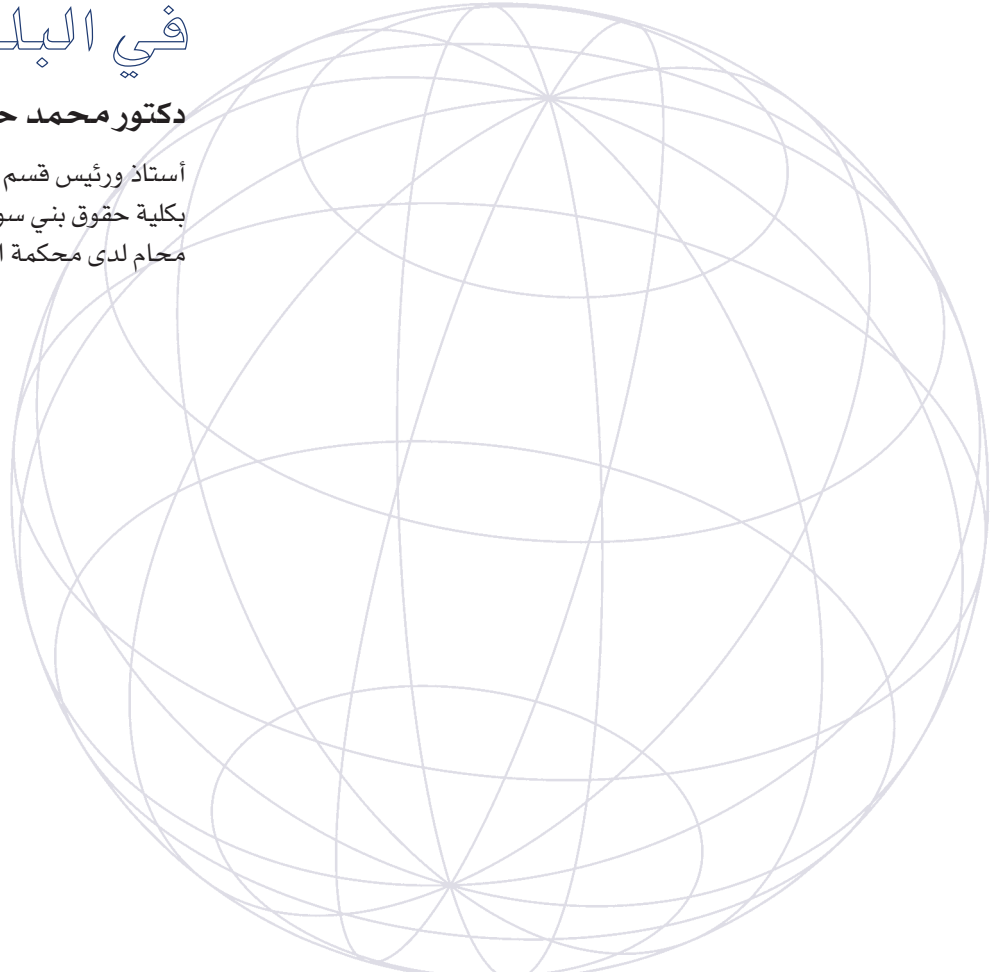 في البلـ
دكتور محمد حـ
أستاذ ورئيس قسم
بكلية حقوق بني سو
محام لدى محكمة ا